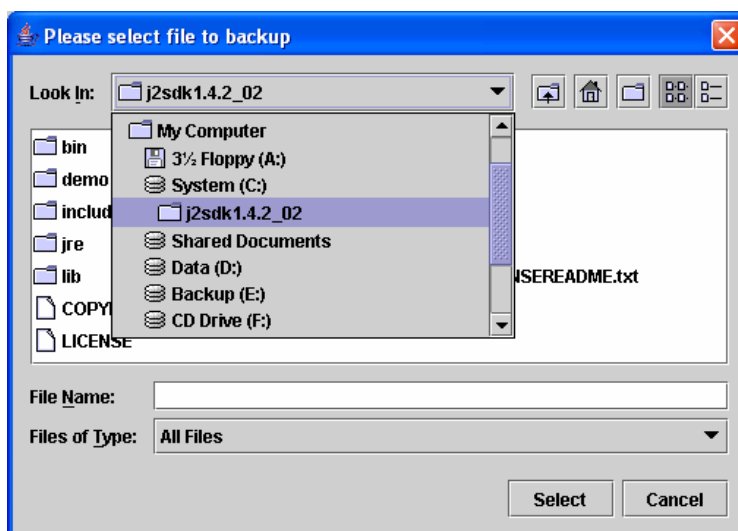 Please select file to backup
Look In: j2sdk1.4.2_02
My Computer
bin
3½ Floppy (A:)
demo
System (C:)
includ
j2sdk1.4.2_02
jre
Shared Documents
lib
Data (D:)
NSEREADME.txt
Backup (E:)
COPY
CD Drive (F:)
LICENSE
File Name:
Files of Type: All Files
Select Cancel